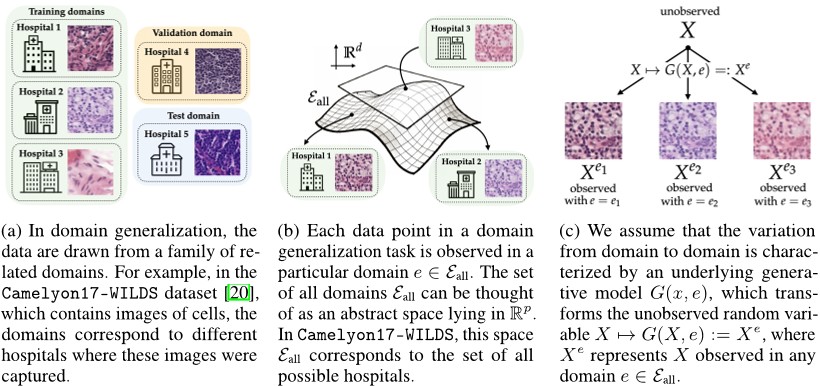 Training domains
Hospital 1
Hospital 2
Hospital 3
Validation domain
Hospital 4
Test domain
Hospital 5
(a) In domain generalization, the
data are drawn from a family of re-
lated domains. For example, in the
Camelyon17-WILDS dataset [20],
which contains images of cells, the
domains correspond to different
hospitals where these images were
captured.
ℝ^d
ℰ_all
Hospital 3
Hospital 1
Hospital 2
(b) Each data point in a domain
generalization task is observed in a
particular domain e ∈ ℰ_all. The set
of all domains ℰ_all can be thought
of as an abstract space lying in ℝ^p.
In Camelyon17-WILDS, this space
ℰ_all corresponds to the set of all
possible hospitals.
unobserved
X
X ↦ G(X, e) =: X^e
X^{e_1}
observed
with e = e_1
X^{e_2}
observed
with e = e_2
X^{e_3}
observed
with e = e_3
(c) We assume that the variation
from domain to domain is charac-
terized by an underlying genera-
tive model G(x, e), which trans-
forms the unobserved random vari-
able X ↦ G(X, e) := X^e, where
X^e represents X observed in any
domain e ∈ ℰ_all.